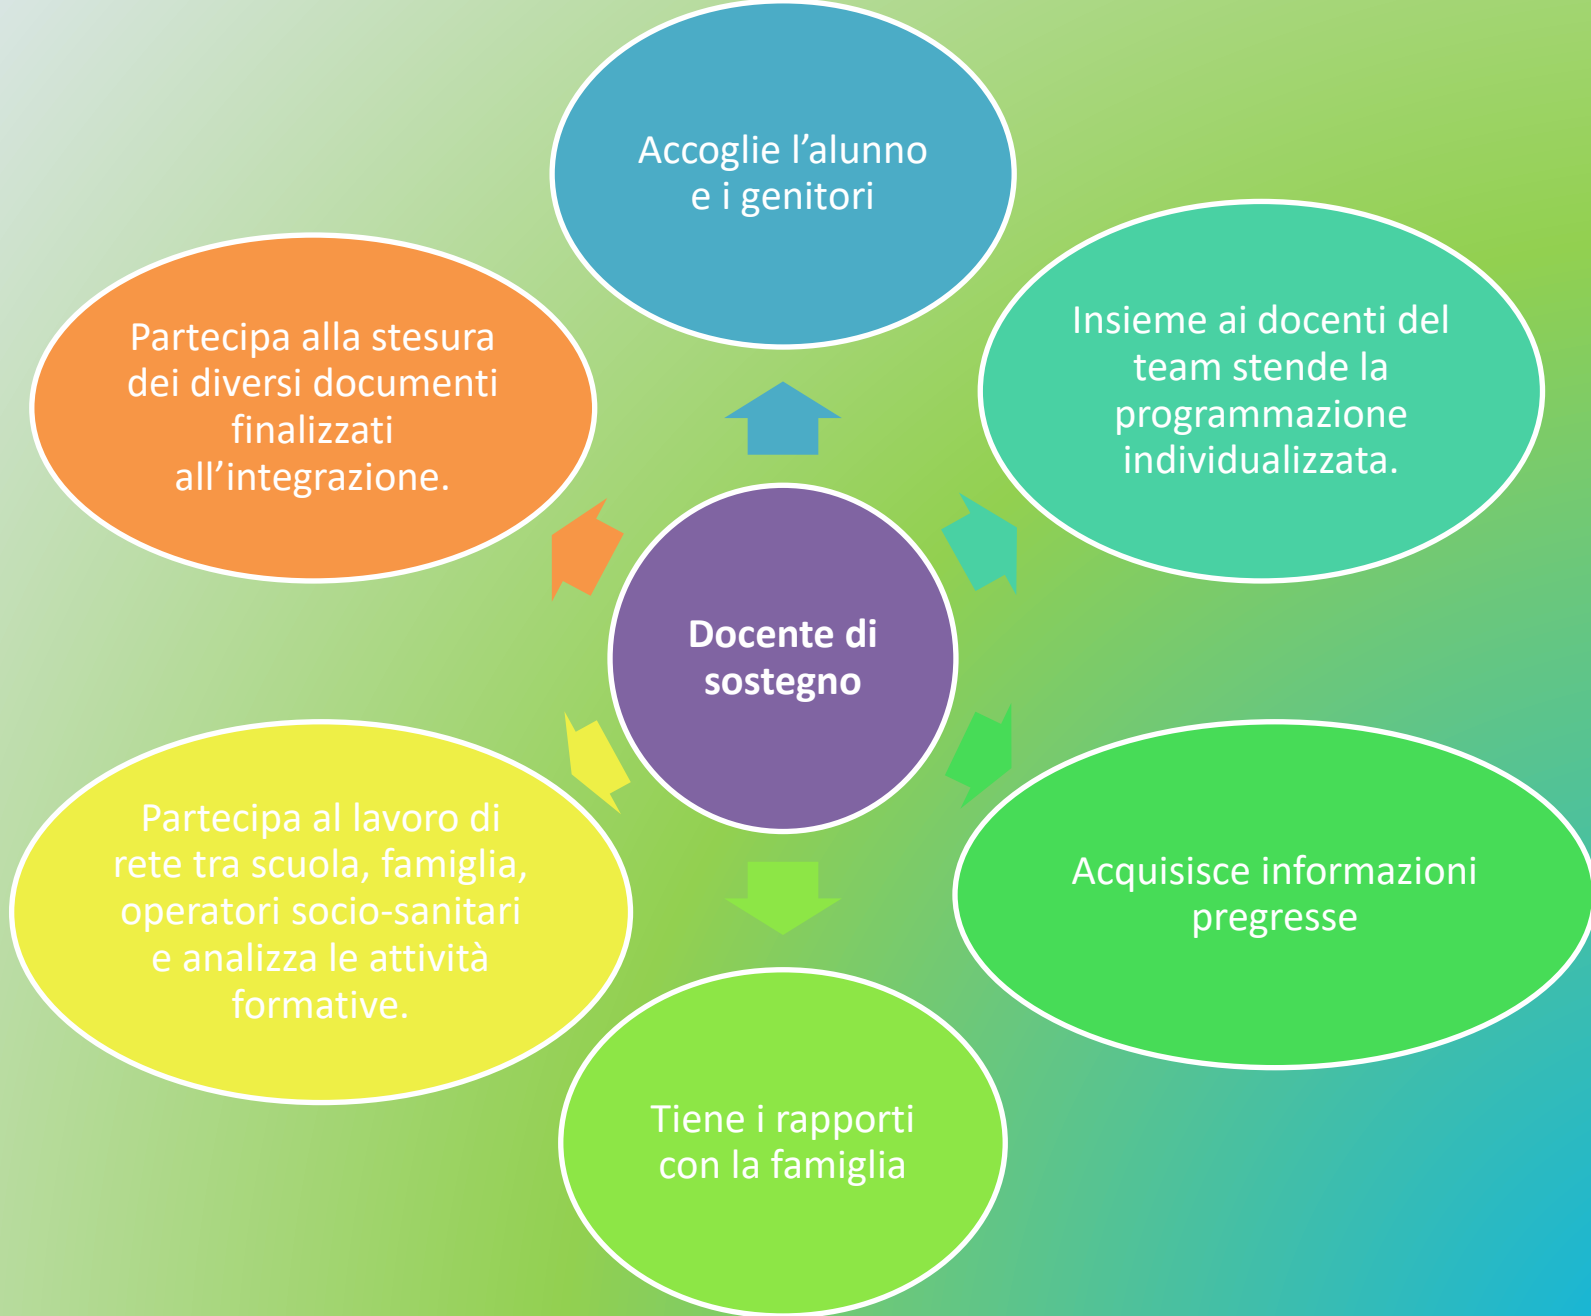 Accoglie l’alunno
e i genitori
Insieme ai docenti del
team stende la
programmazione
individualizzata.
Acquisisce informazioni
pregresse
Tiene i rapporti
con la famiglia
Partecipa al lavoro di
rete tra scuola, famiglia,
operatori socio-sanitari
e analizza le attività
formative.
Partecipa alla stesura
dei diversi documenti
finalizzati
all’integrazione.
Docente di
sostegno